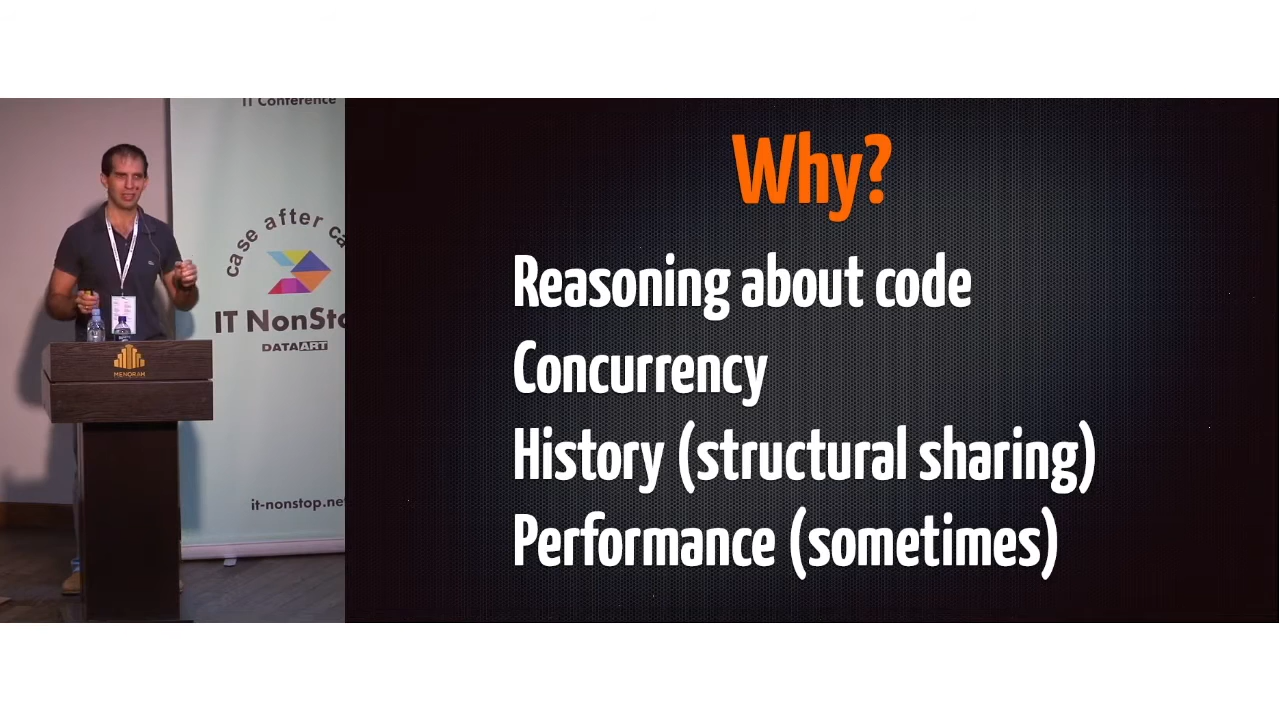 IT Conference
case after ca
IT NonSto
DATAART
it-nonstop.net
MENORAH
Why?
Reasoning about code
Concurrency
History (structural sharing)
Performance (sometimes)